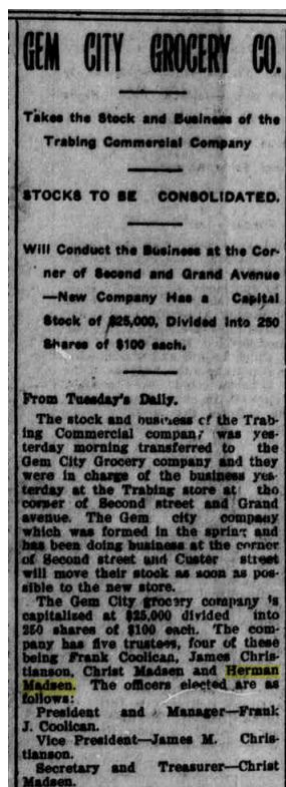 GEM CITY GROCERY CO.
Takes the Stock and Business of the
Trabing Commercial Company
STOCKS TO BE CONSOLIDATED.
Will Conduct the Business at the Cor-
ner of Second and Grand Avenue
—New Company Has a Capital
Stock of $25,000, Divided into 250
Shares of $100 each.
From Tuesday's Daily.
The stock and business of the Trab-
ing Commercial company was yes-
terday morning transferred to the
Gem City Grocery company and they
were in charge of the business yes-
terday at the Trabing store at the
corner of Second street and Grand
avenue. The Gem city company
which was formed in the spring and
has been doing business at the corner
of Second street and Custer street
will move their stock as soon as pos-
sible to the new store.
The Gem City grocery company is
capitalised at $25,000 divided into
250 shares of $100 each. The com-
pany has five trustees, four of these
being Frank Coolican, James Chris-
tianson, Christ Madsen and Herman
Madsen. The officers elected are as
follows:
President and Manager—Frank
J. Coolican.
Vice President—James M. Chris-
tianson.
Secretary and Treasurer—Christ
Madsen.